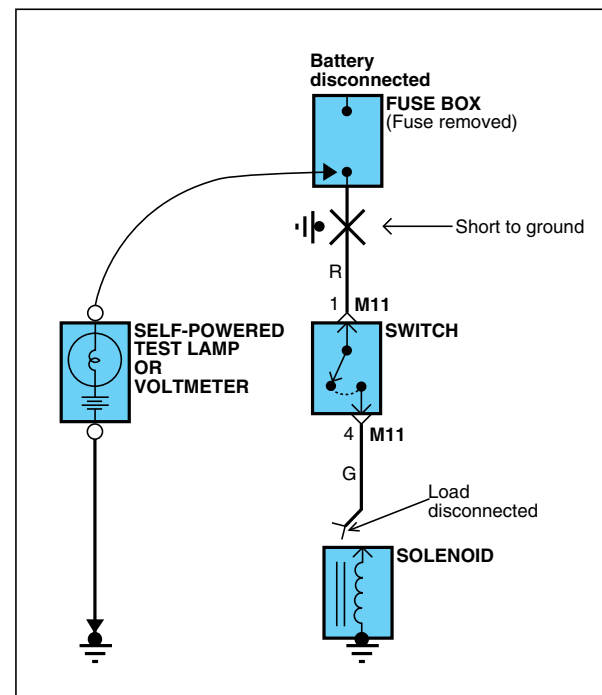 Battery
disconnected
FUSE BOX
(Fuse removed)
Short to ground
R
1 M11
SELF-POWERED
TEST LAMP
OR
VOLTMETER
SWITCH
4 M11
G
Load
disconnected
SOLENOID